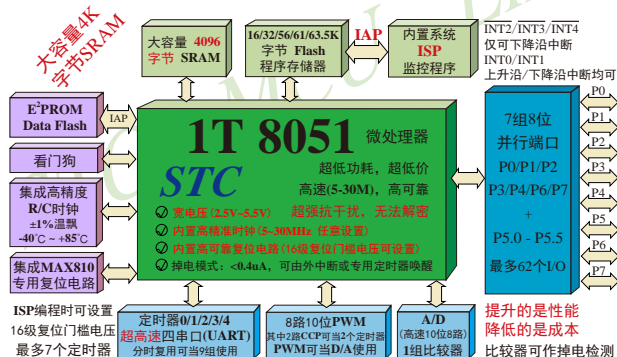 大容量4K
字节SRAM
大容量 4096
字节 SRAM
16/32/56/61/63.5K
字节 Flash
程序存储器
IAP
内置系统
ISP
监控程序
INT2/INT3/INT4
仅可下降沿中断
INT0/INT1
上升沿/下降沿中断均可
E²PROM
Data Flash
IAP
看门狗
集成高精度
R/C时钟
±1%温飘
-40℃～+85℃
集成MAX810
专用复位电路
1T 8051 微处理器
STC
超低功耗，超低价
高速(5-30M)，高可靠
宽电压(2.5V~5.5V)
超强抗干扰，无法解密
内置高精准时钟(5~30MHz 任意设置)
内置高可靠复位电路(16级复位门槛电压可设置)
掉电模式：<0.4uA，可由外中断或专用定时器唤醒
7组8位
并行端口
P0/P1/P2
P3/P4/P6/P7
+
P5.0 - P5.5
最多62个I/O
P0
P1
P2
P3
P4
P5
P6
P7
ISP编程时可设置
16级复位门槛电压
最多7个定时器
定时器0/1/2/3/4
超高速四串口(UART)
分时复用可当9组使用
8路10位PWM
其中2路CCP可当2个定时器
PWM可当D/A使用
A/D
(高速10位8路)
1组比较器
提升的是性能
降低的是成本
比较器可作掉电检测